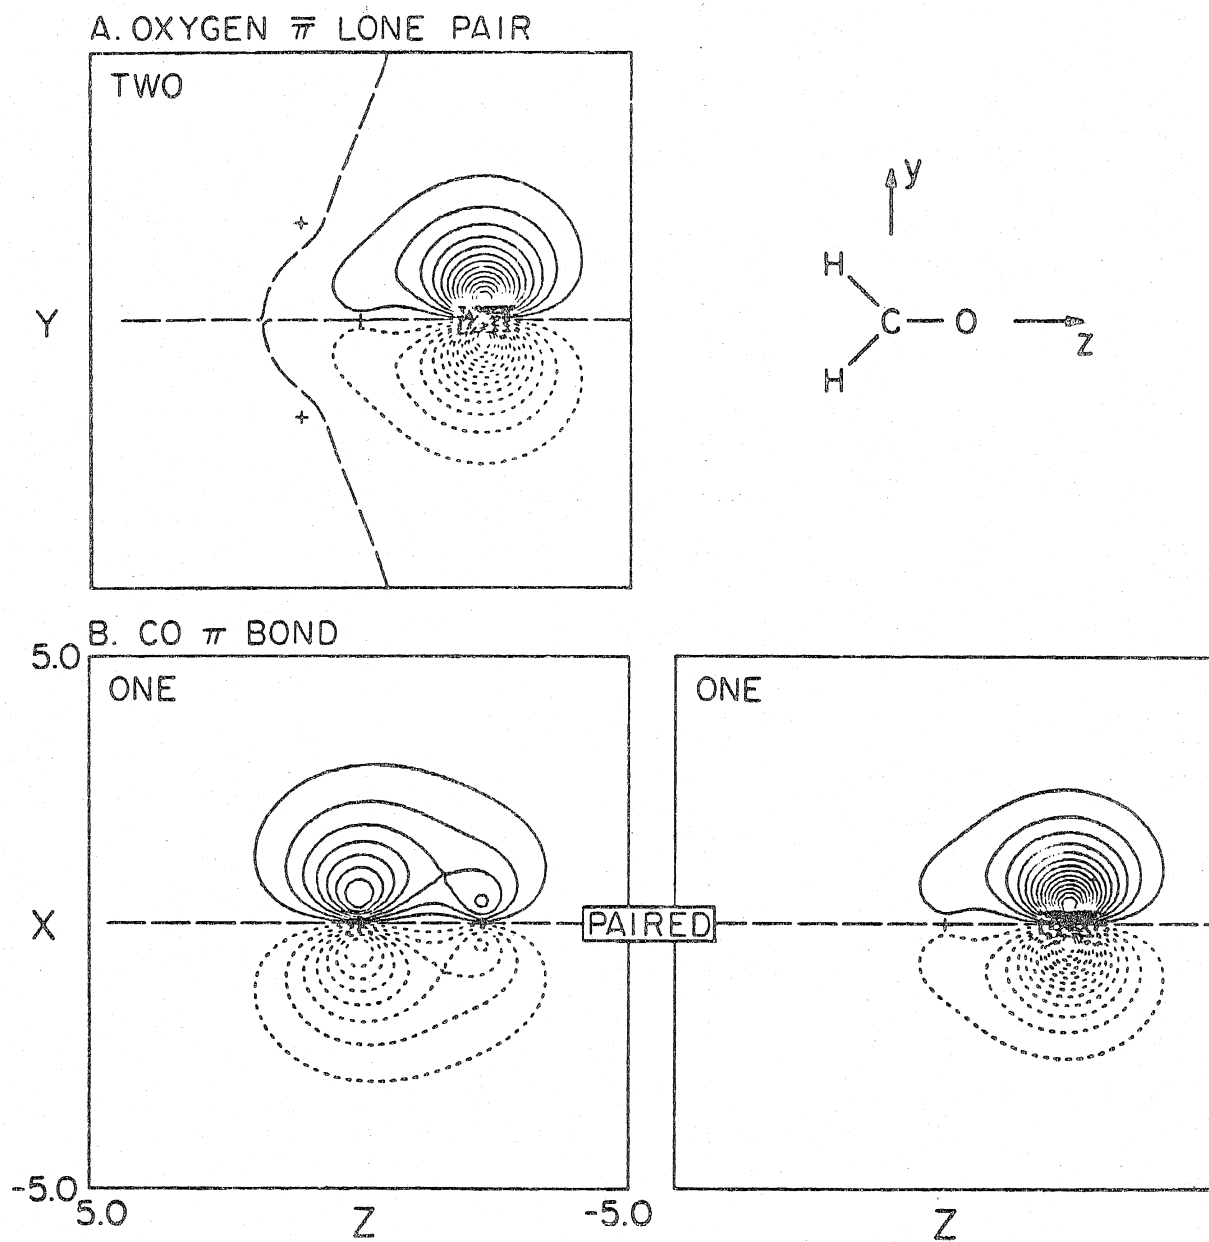 A. OXYGEN π̅ LONE PAIR
TWO
Y
y
H
C — O
z
H
B. CO π BOND
5.0
ONE
ONE
X
PAIRED
-5.0
5.0
Z
-5.0
Z